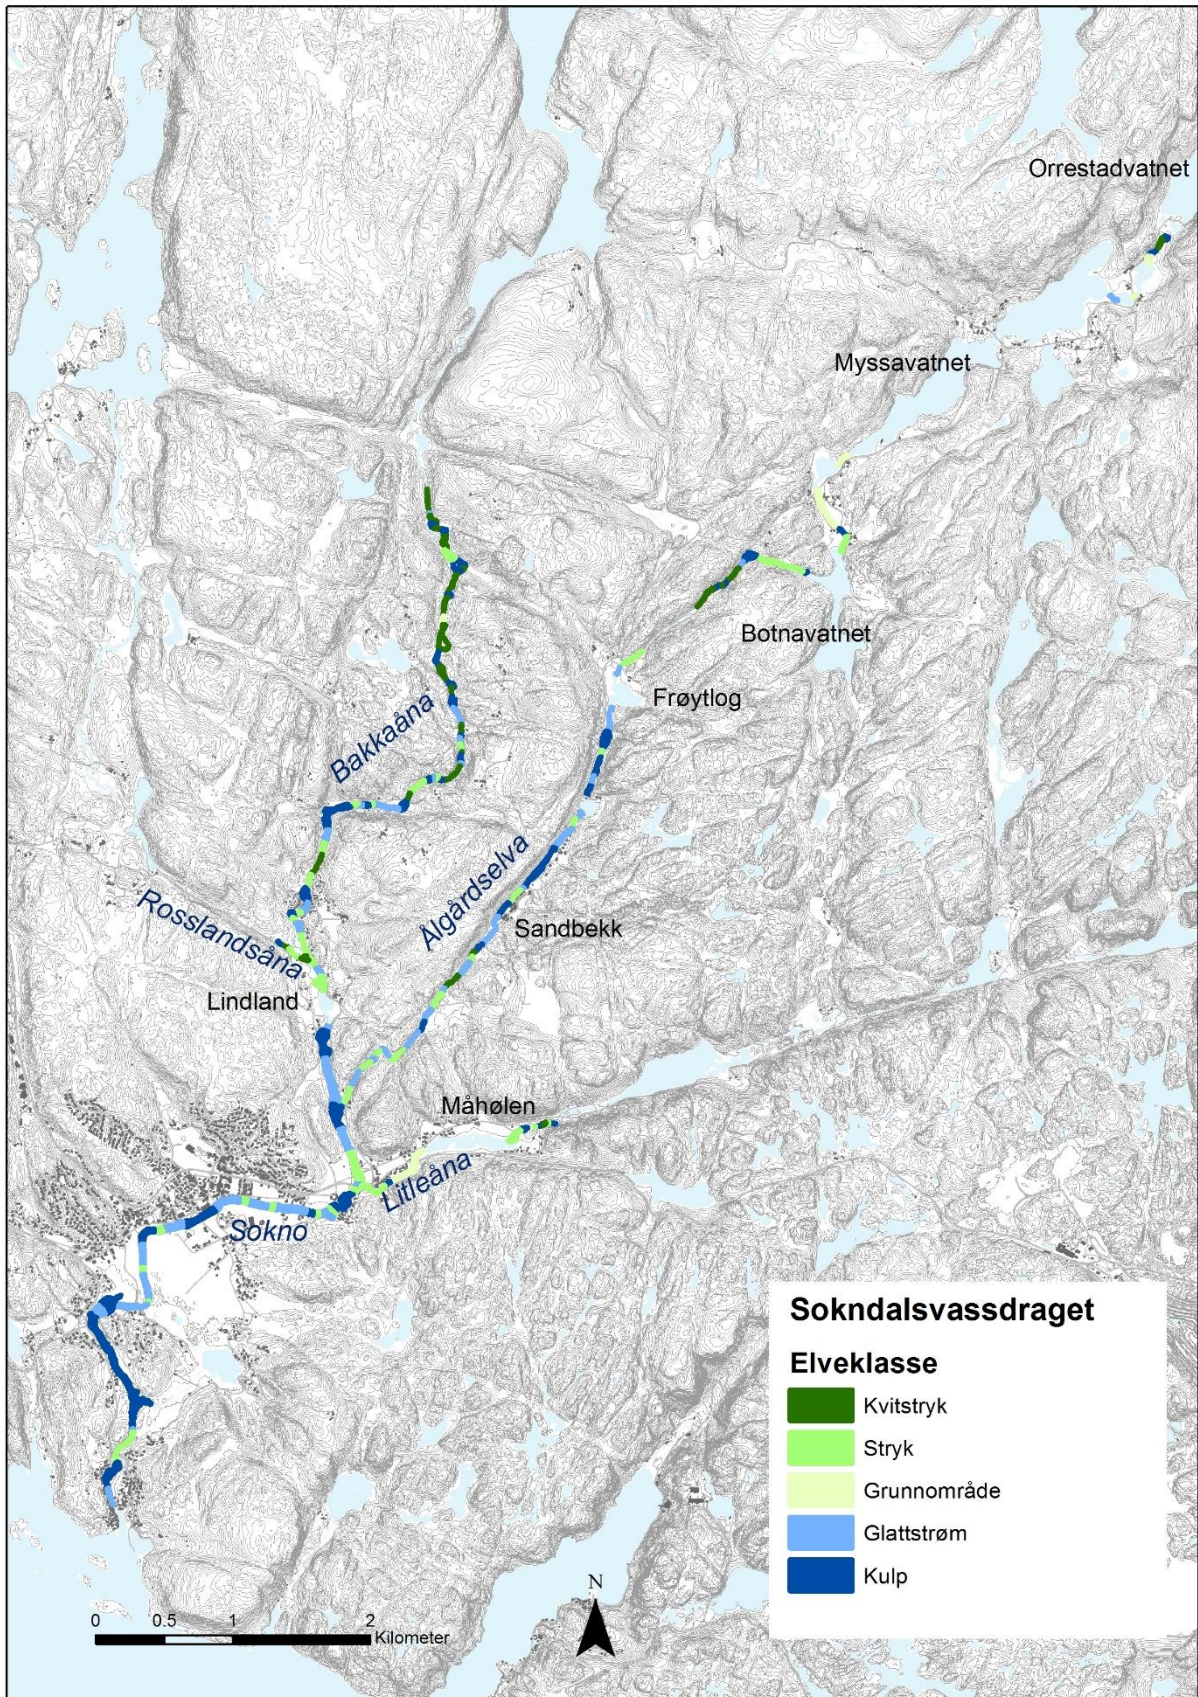 Orrestadvatnet
Myssavatnet
Botnavatnet
Frøytlog
Bakkaåna
Ålgårdselva
Rosslandsåna
Sandbekk
Lindland
Måhølen
Litleåna
Sokno
Sokndalsvassdraget
Elveklasse
Kvitstryk
Stryk
Grunnområde
Glattstrøm
Kulp
N
0 0.5 1 2
Kilometer